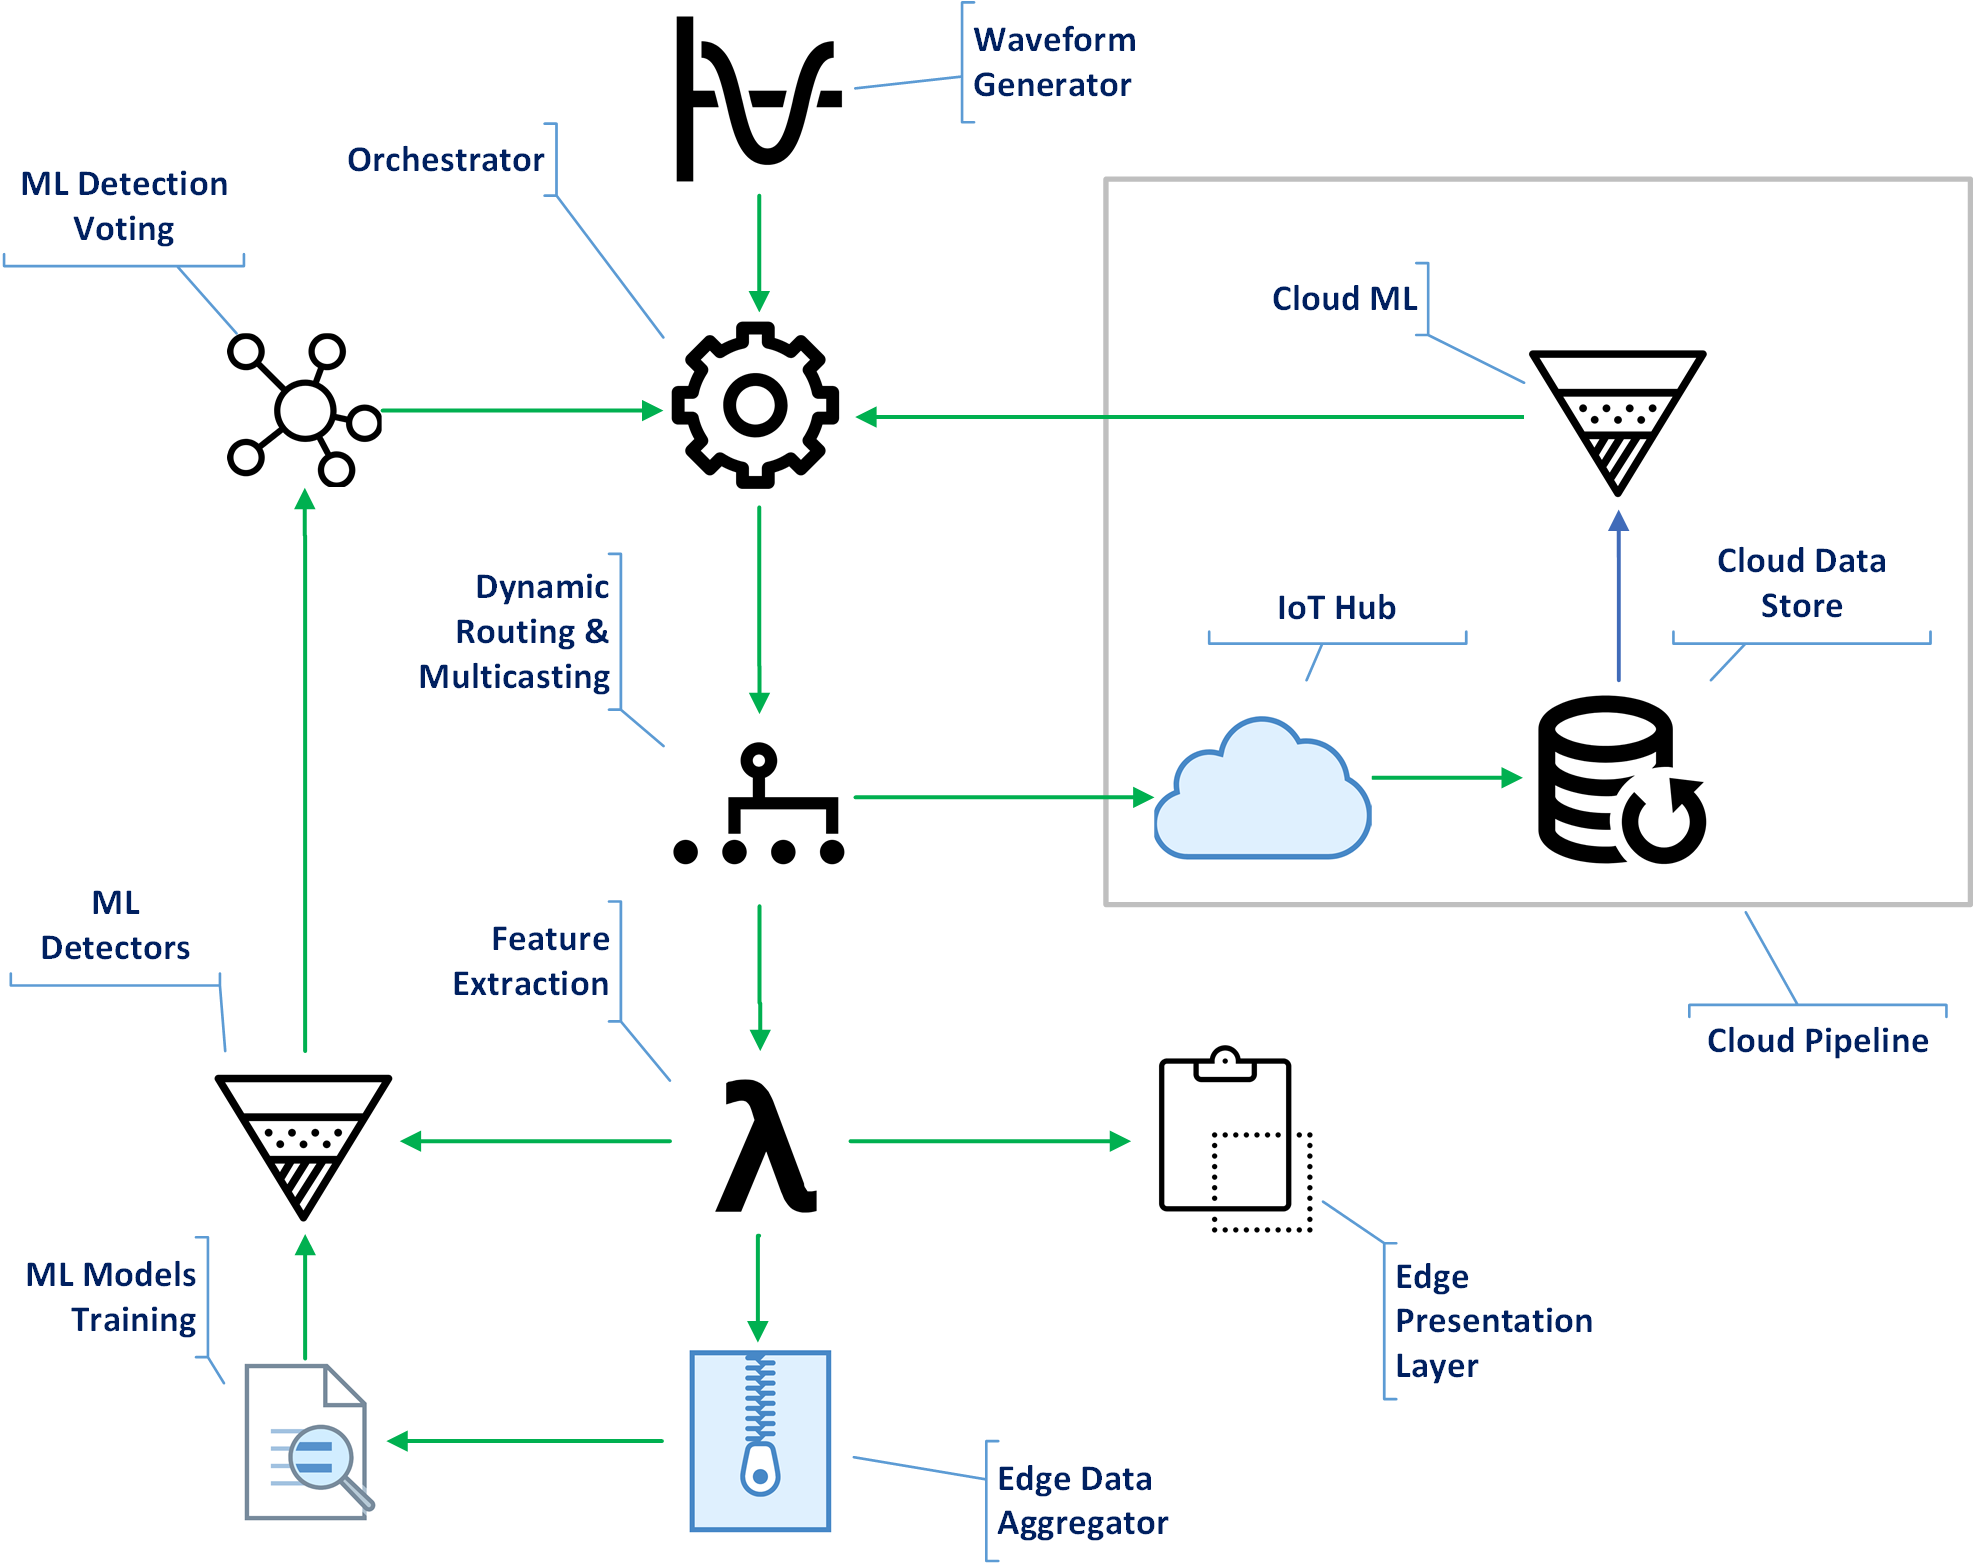 Waveform
Generator
Orchestrator
ML Detection
Voting
Cloud ML
Dynamic
Routing &
Multicasting
IoT Hub
Cloud Data
Store
ML
Detectors
Feature
Extraction
Cloud Pipeline
ML Models
Training
Edge
Presentation
Layer
Edge Data
Aggregator